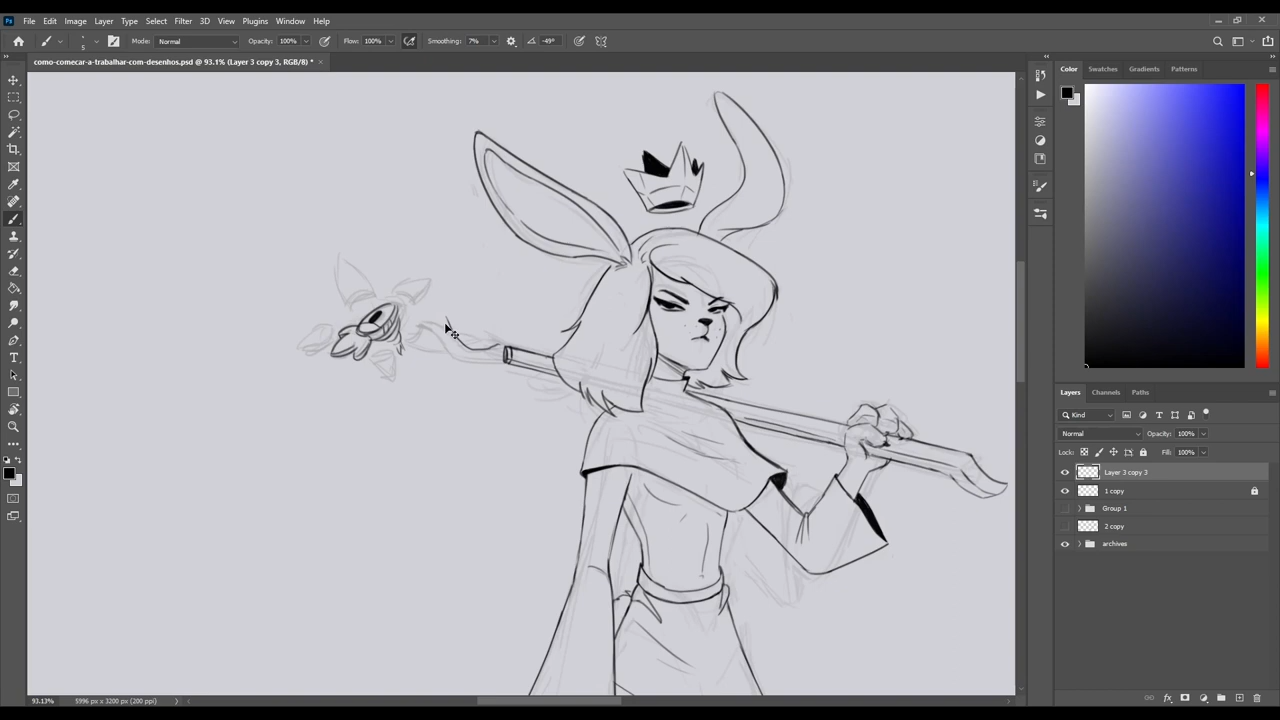 Ps File Edit Image Layer Type Select Filter 3D View Plugins Window Help
5 Mode: Normal Opacity: 100% Flow: 100% Smoothing: 7% -49°
como-comecar-a-trabalhar-com-desenhos.psd @ 93.1% (Layer 3 copy 3, RGB/8) *
Color Swatches Gradients Patterns
Layers Channels Paths
Kind
Normal Opacity: 100%
Lock: Fill: 100%
Layer 3 copy 3
1 copy
Group 1
2 copy
archives
93.13% 5996 px x 3200 px (200 ppi)